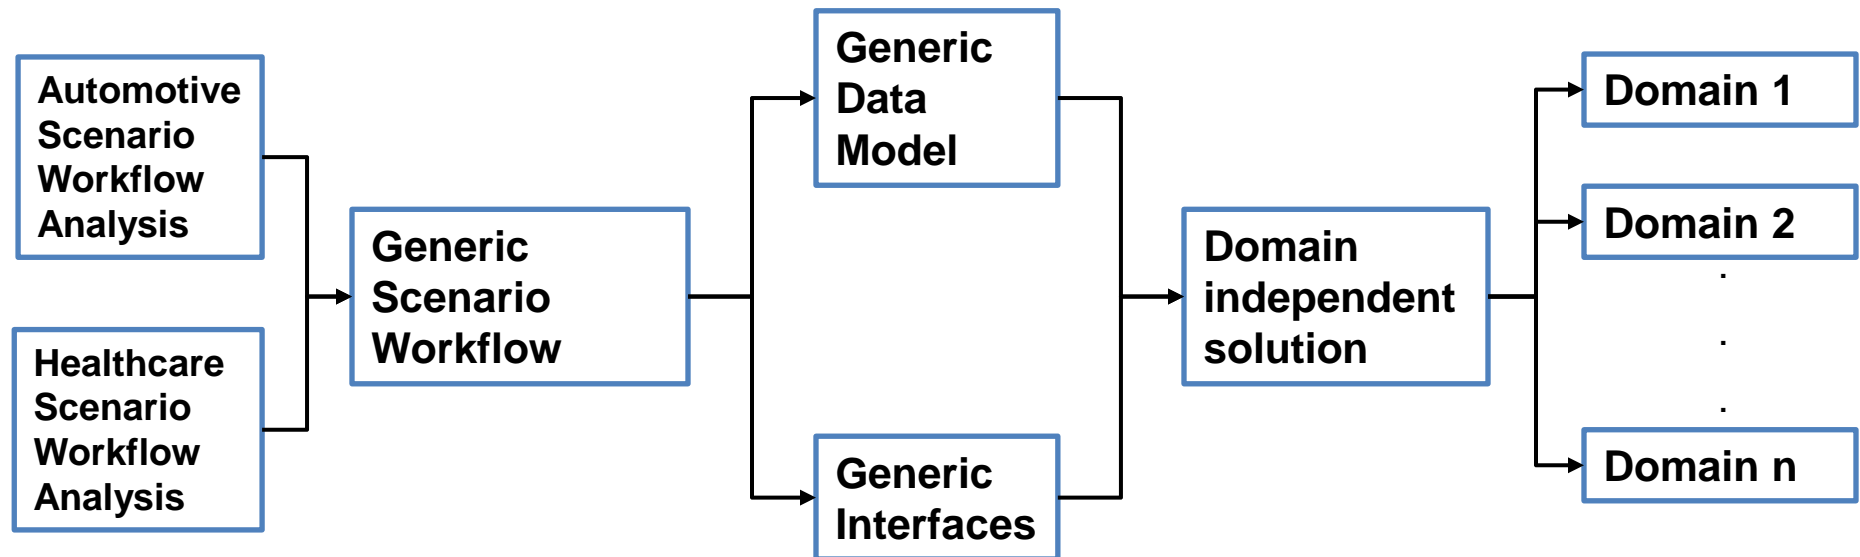 Automotive
Scenario
Workflow
Analysis
Healthcare
Scenario
Workflow
Analysis
Generic
Scenario
Workflow
Generic
Data
Model
Generic
Interfaces
Domain
independent
solution
Domain 1
Domain 2
.
.
.
Domain n